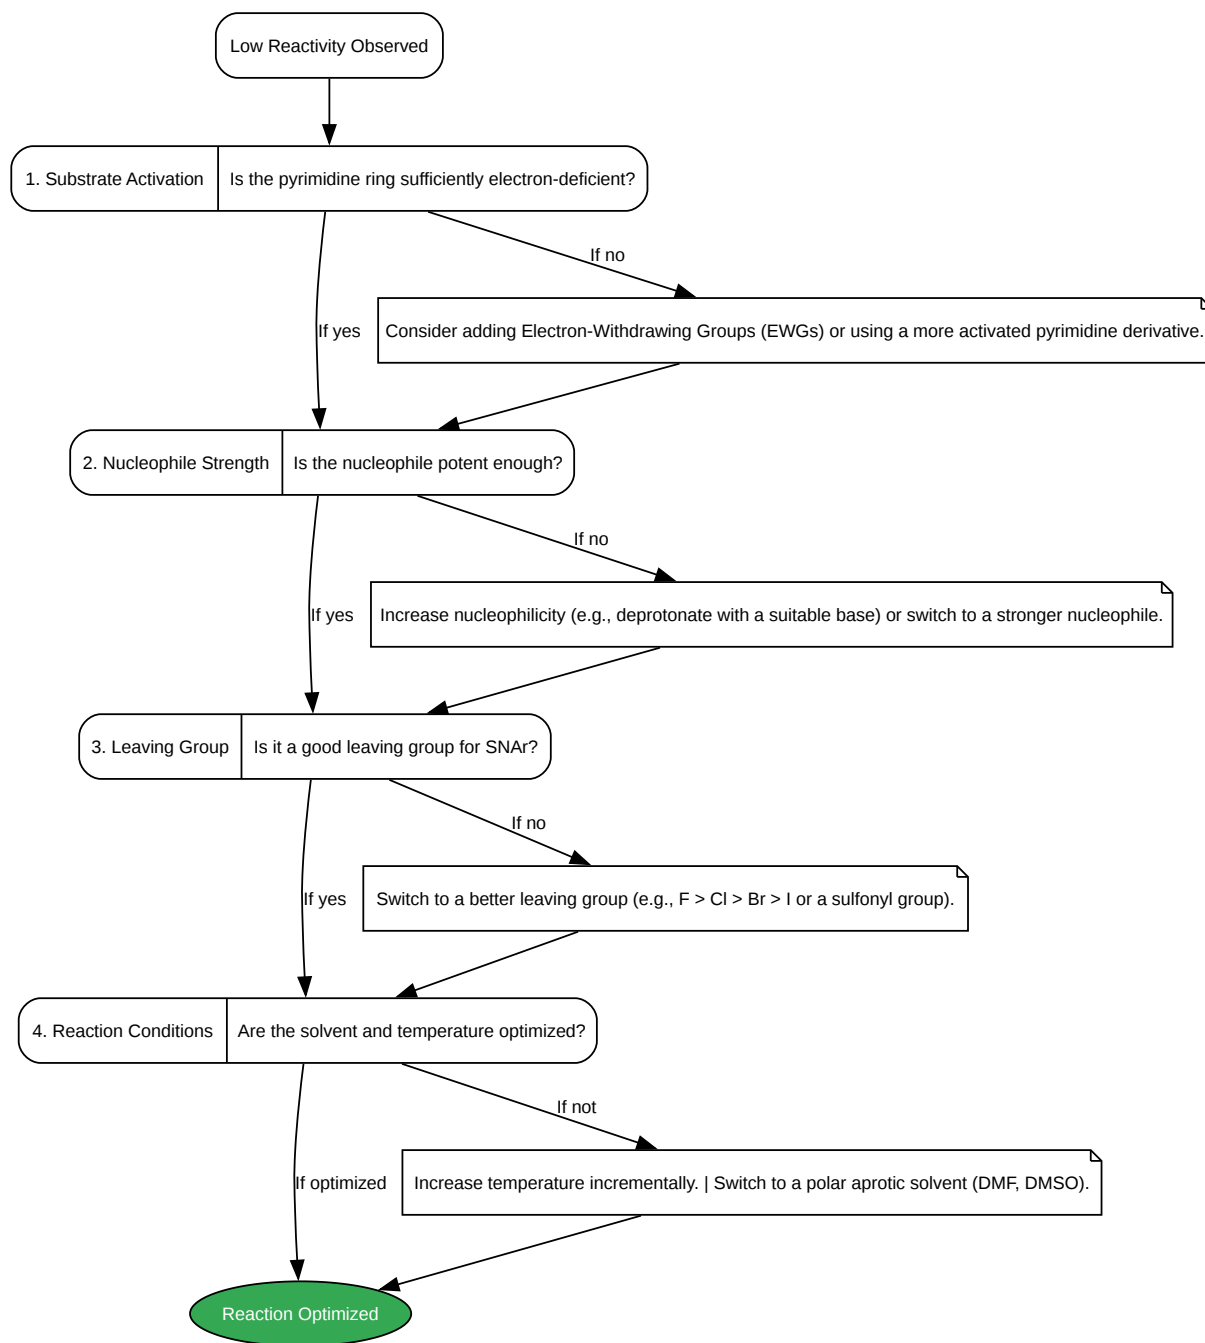 Low Reactivity Observed
1. Substrate Activation
Is the pyrimidine ring sufficiently electron-deficient?
If no
If yes
Consider adding Electron-Withdrawing Groups (EWGs) or using a more activated pyrimidine derivative.
2. Nucleophile Strength
Is the nucleophile potent enough?
If no
If yes
Increase nucleophilicity (e.g., deprotonate with a suitable base) or switch to a stronger nucleophile.
3. Leaving Group
Is it a good leaving group for SNAr?
If no
If yes
Switch to a better leaving group (e.g., F > Cl > Br > I or a sulfonyl group).
4. Reaction Conditions
Are the solvent and temperature optimized?
If not
If optimized
Increase temperature incrementally. | Switch to a polar aprotic solvent (DMF, DMSO).
Reaction Optimized